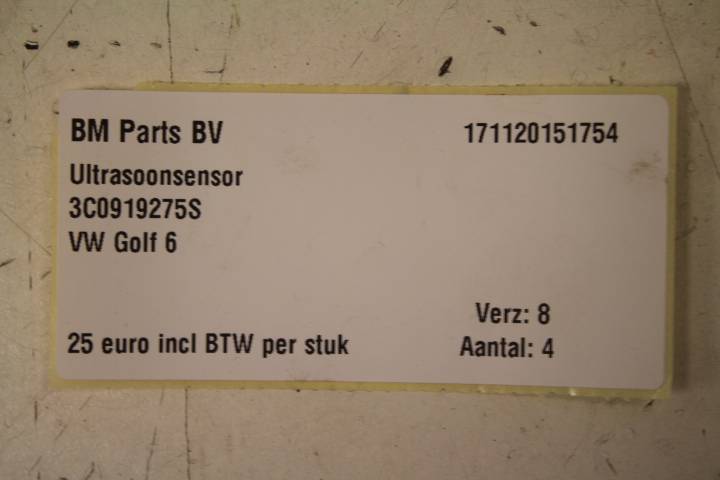 BM Parts BV 171120151754
Ultrasoonsensor
3C0919275S
VW Golf 6
Verz: 8
25 euro incl BTW per stuk Aantal: 4